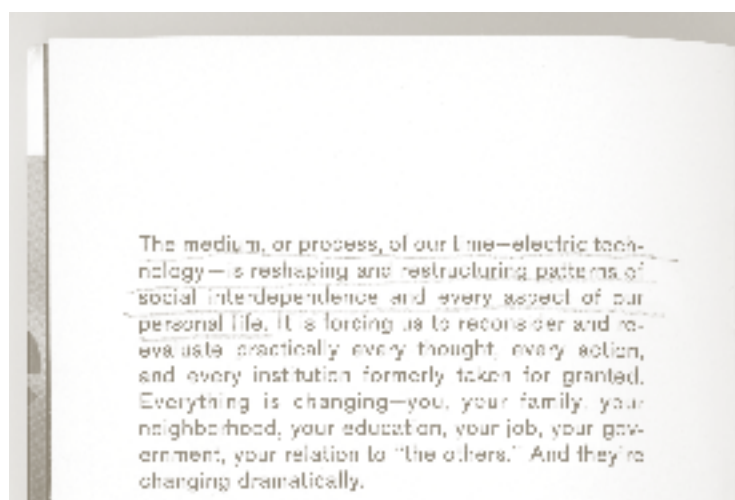 The medium, or process, of our time—electric tech-
nology—is reshaping and restructuring patterns of
social interdependence and every aspect of our
personal life. It is forcing us to reconsider and re-
evaluate practically every thought, every action,
and every institution formerly taken for granted.
Everything is changing—you, your family, your
neighborhood, your education, your job, your gov-
ernment, your relation to "the others." And they're
changing dramatically.